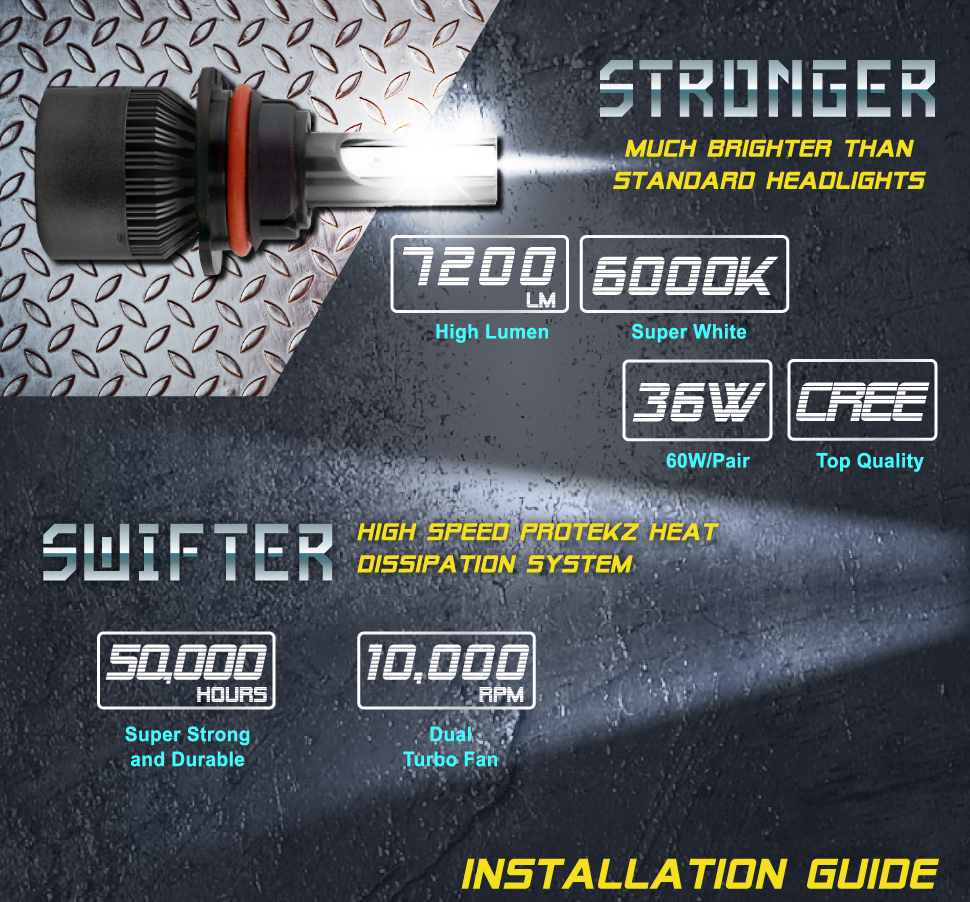 STRONGER
MUCH BRIGHTER THAN
STANDARD HEADLIGHTS
7200
LM
High Lumen
6000K
Super White
36W
60W/Pair
CREE
Top Quality
SWIFTER
HIGH SPEED PROTEKZ HEAT
DISSIPATION SYSTEM
50,000
HOURS
Super Strong
and Durable
10,000
RPM
Dual
Turbo Fan
INSTALLATION GUIDE